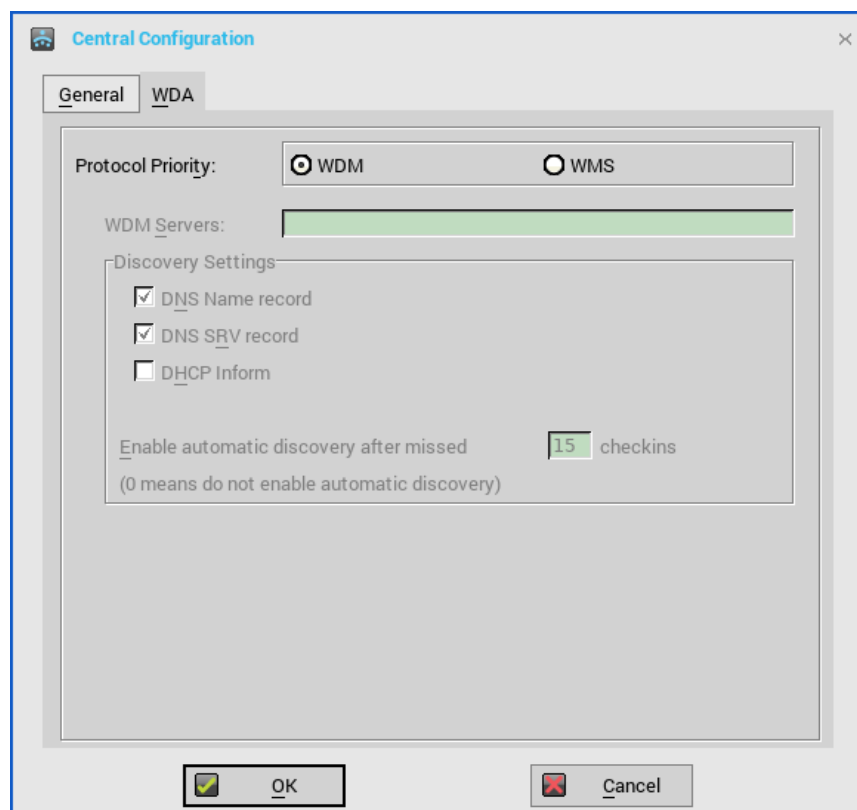 Central Configuration
General WDA
Protocol Priority: WDM WMS
WDM Servers:
Discovery Settings
DNS Name record
DNS SRV record
DHCP Inform
Enable automatic discovery after missed 15 checkins
(0 means do not enable automatic discovery)
OK Cancel